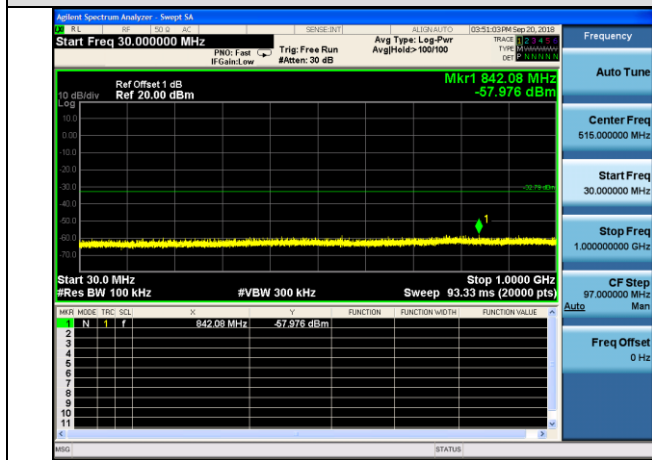 Agilent Spectrum Analyzer - Swept SA
RL RF 50 Ω AC SENSE:INT ALIGNAUTO 03:51:03 PM Sep 20, 2018
Start Freq 30.000000 MHz
PNO: Fast
IFGain:Low
Trig: Free Run
#Atten: 30 dB
Avg Type: Log-Pwr
Avg|Hold:>100/100
TRACE 1 2 3 4 5 6
TYPE M
DET P N N N N N
Mkr1 842.08 MHz
-57.976 dBm
Ref Offset 1 dB
10 dB/div Ref 20.00 dBm
Log
10.0
0.00
-10.0
-20.0
-30.0
-32.79 dBm
-40.0
-50.0
1
-60.0
-70.0
Start 30.0 MHz Stop 1.0000 GHz
#Res BW 100 kHz #VBW 300 kHz Sweep 93.33 ms (20000 pts)
MKR MODE TRC SCL X Y FUNCTION FUNCTION WIDTH FUNCTION VALUE
1 N 1 f 842.08 MHz -57.976 dBm
2
3
4
5
6
7
8
9
10
11
MSG STATUS
Frequency
Auto Tune
Center Freq
515.000000 MHz
Start Freq
30.000000 MHz
Stop Freq
1.000000000 GHz
CF Step
97.000000 MHz
Auto Man
Freq Offset
0 Hz